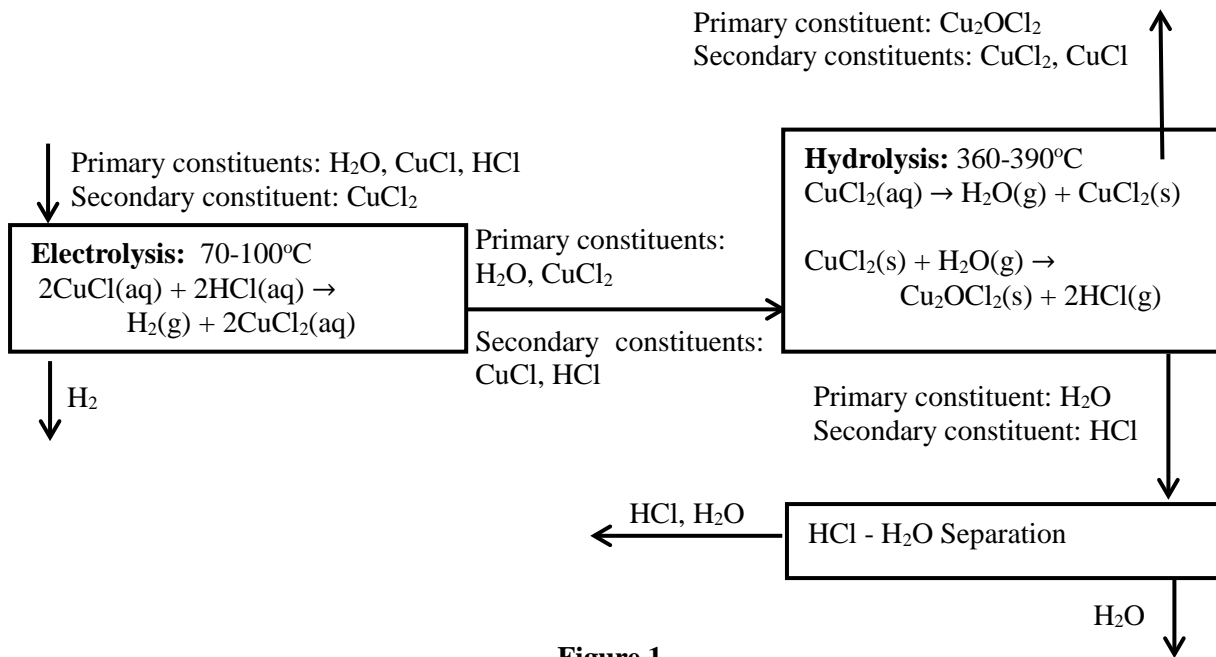 Primary constituent: Cu₂OCl₂
Secondary constituents: CuCl₂, CuCl
Primary constituents: H₂O, CuCl, HCl
Secondary constituent: CuCl₂
Electrolysis: 70-100ºC
2CuCl(aq) + 2HCl(aq) →
H₂(g) + 2CuCl₂(aq)
H₂
Primary constituents:
H₂O, CuCl₂
Secondary constituents:
CuCl, HCl
Hydrolysis: 360-390ºC
CuCl₂(aq) → H₂O(g) + CuCl₂(s)
CuCl₂(s) + H₂O(g) →
Cu₂OCl₂(s) + 2HCl(g)
Primary constituent: H₂O
Secondary constituent: HCl
HCl, H₂O
HCl - H₂O Separation
H₂O